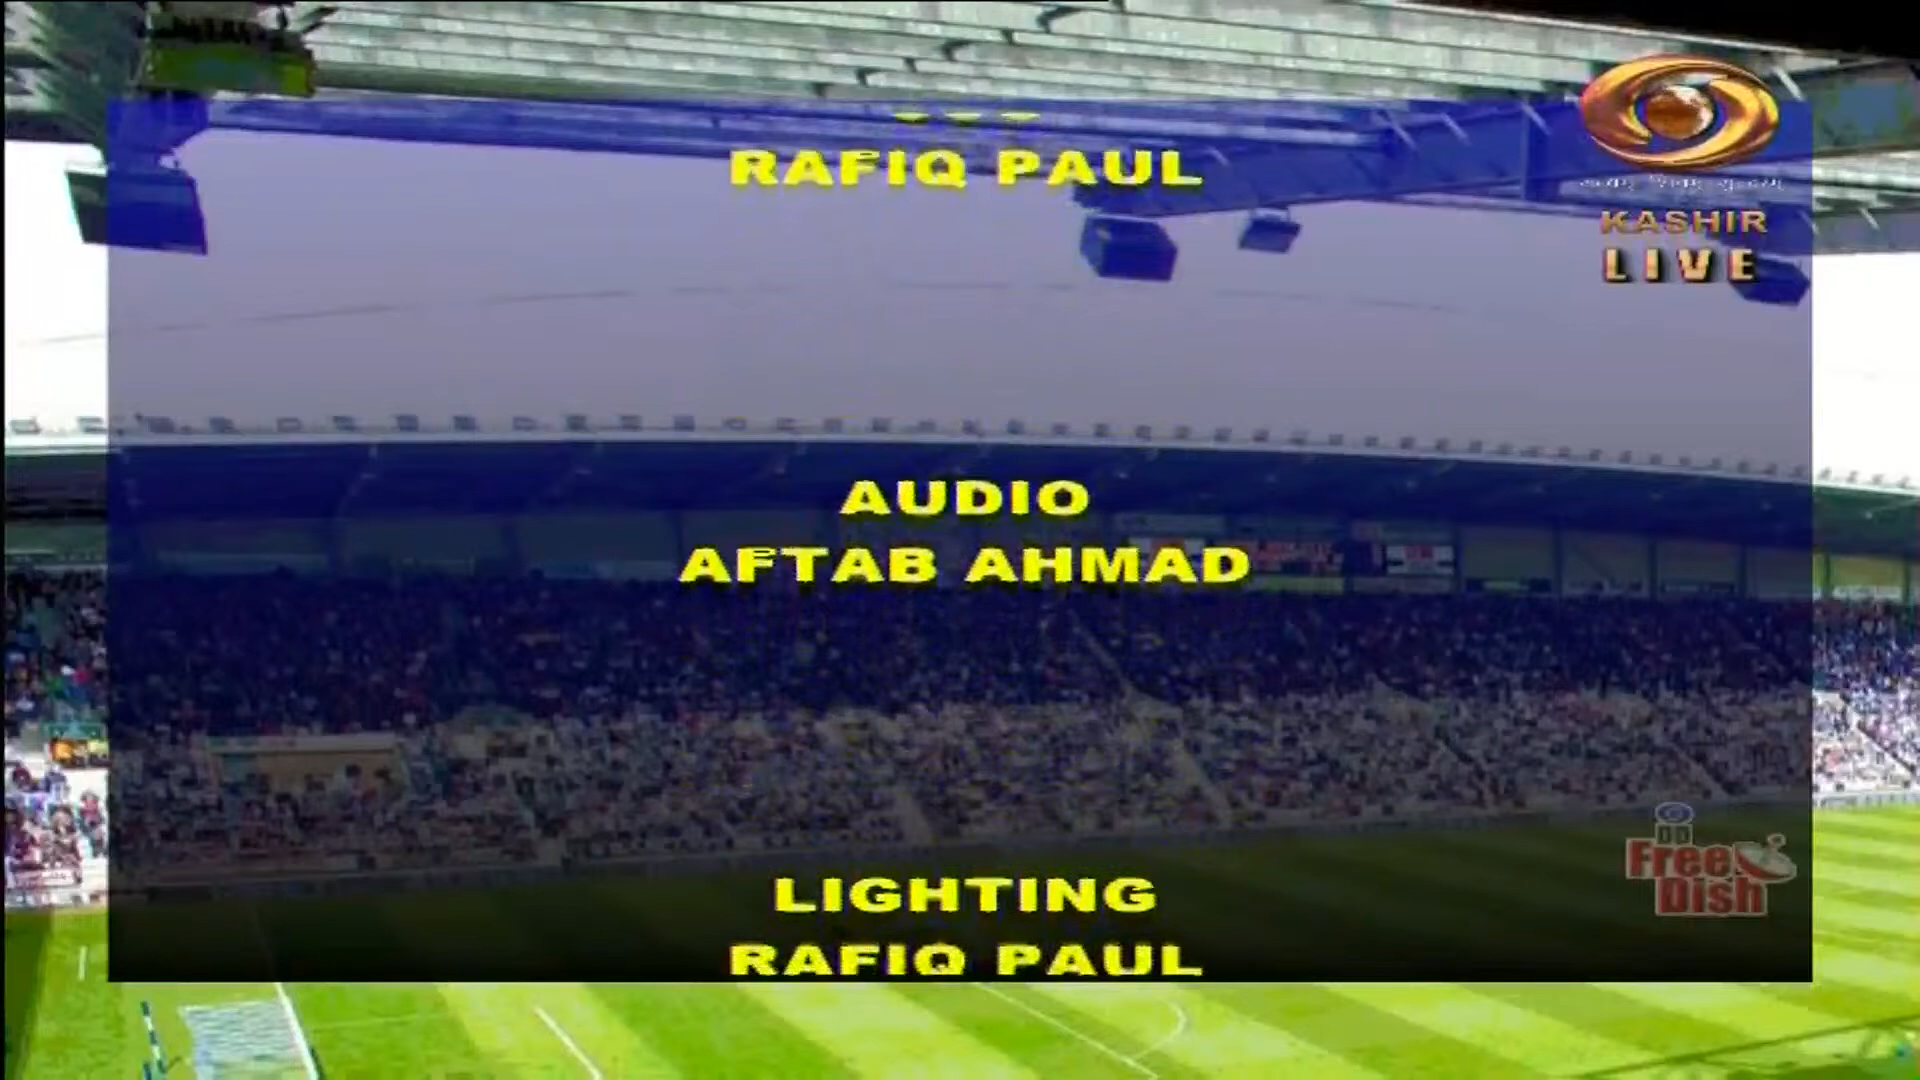 RAFIQ PAUL
KASHIR
LIVE
AUDIO
AFTAB AHMAD
DD
Free
Dish
LIGHTING
RAFIQ PAUL